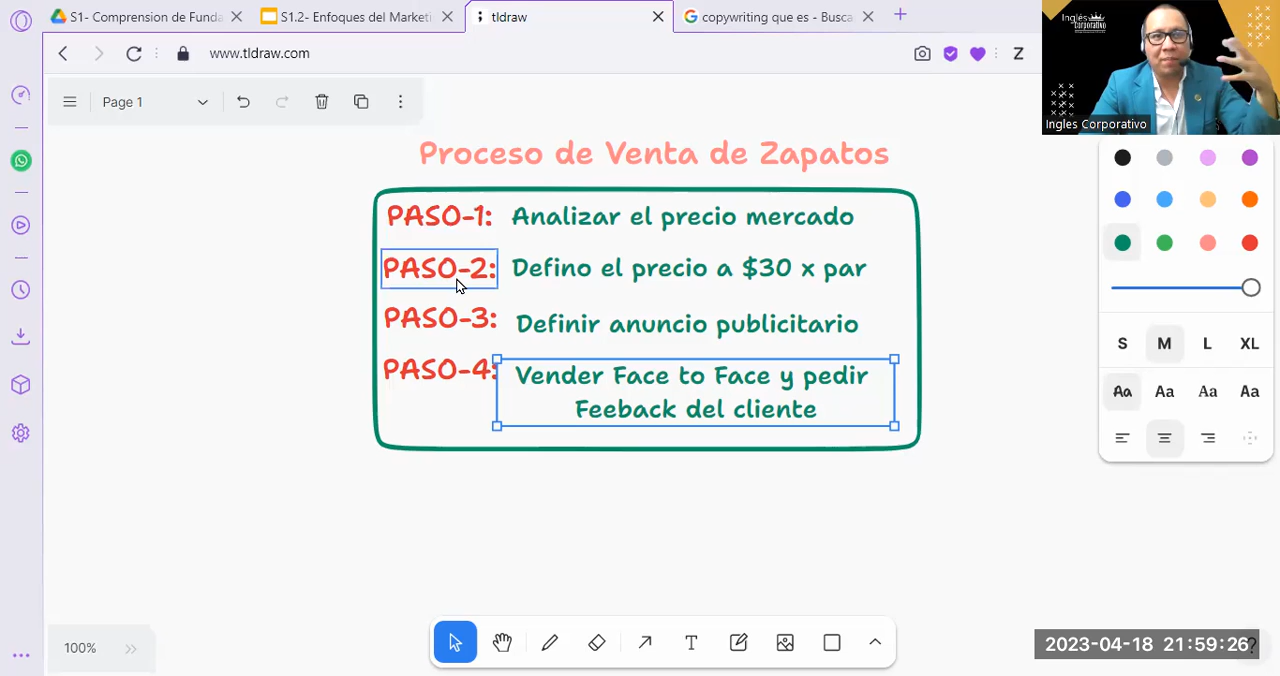 S1- Comprension de Funda
S1.2- Enfoques del Marketi
tldraw
copywriting que es - Busca
www.tldraw.com
Z
Inglés
Corporativo
Ingles Corporativo
Page 1
Proceso de Venta de Zapatos
PASO-1: Analizar el precio mercado
PASO-2: Defino el precio a $30 x par
PASO-3: Definir anuncio publicitario
PASO-4: Vender Face to Face y pedir
Feeback del cliente
S M L XL
Aa Aa Aa Aa
100%
T
2023-04-18 21:59:26
?